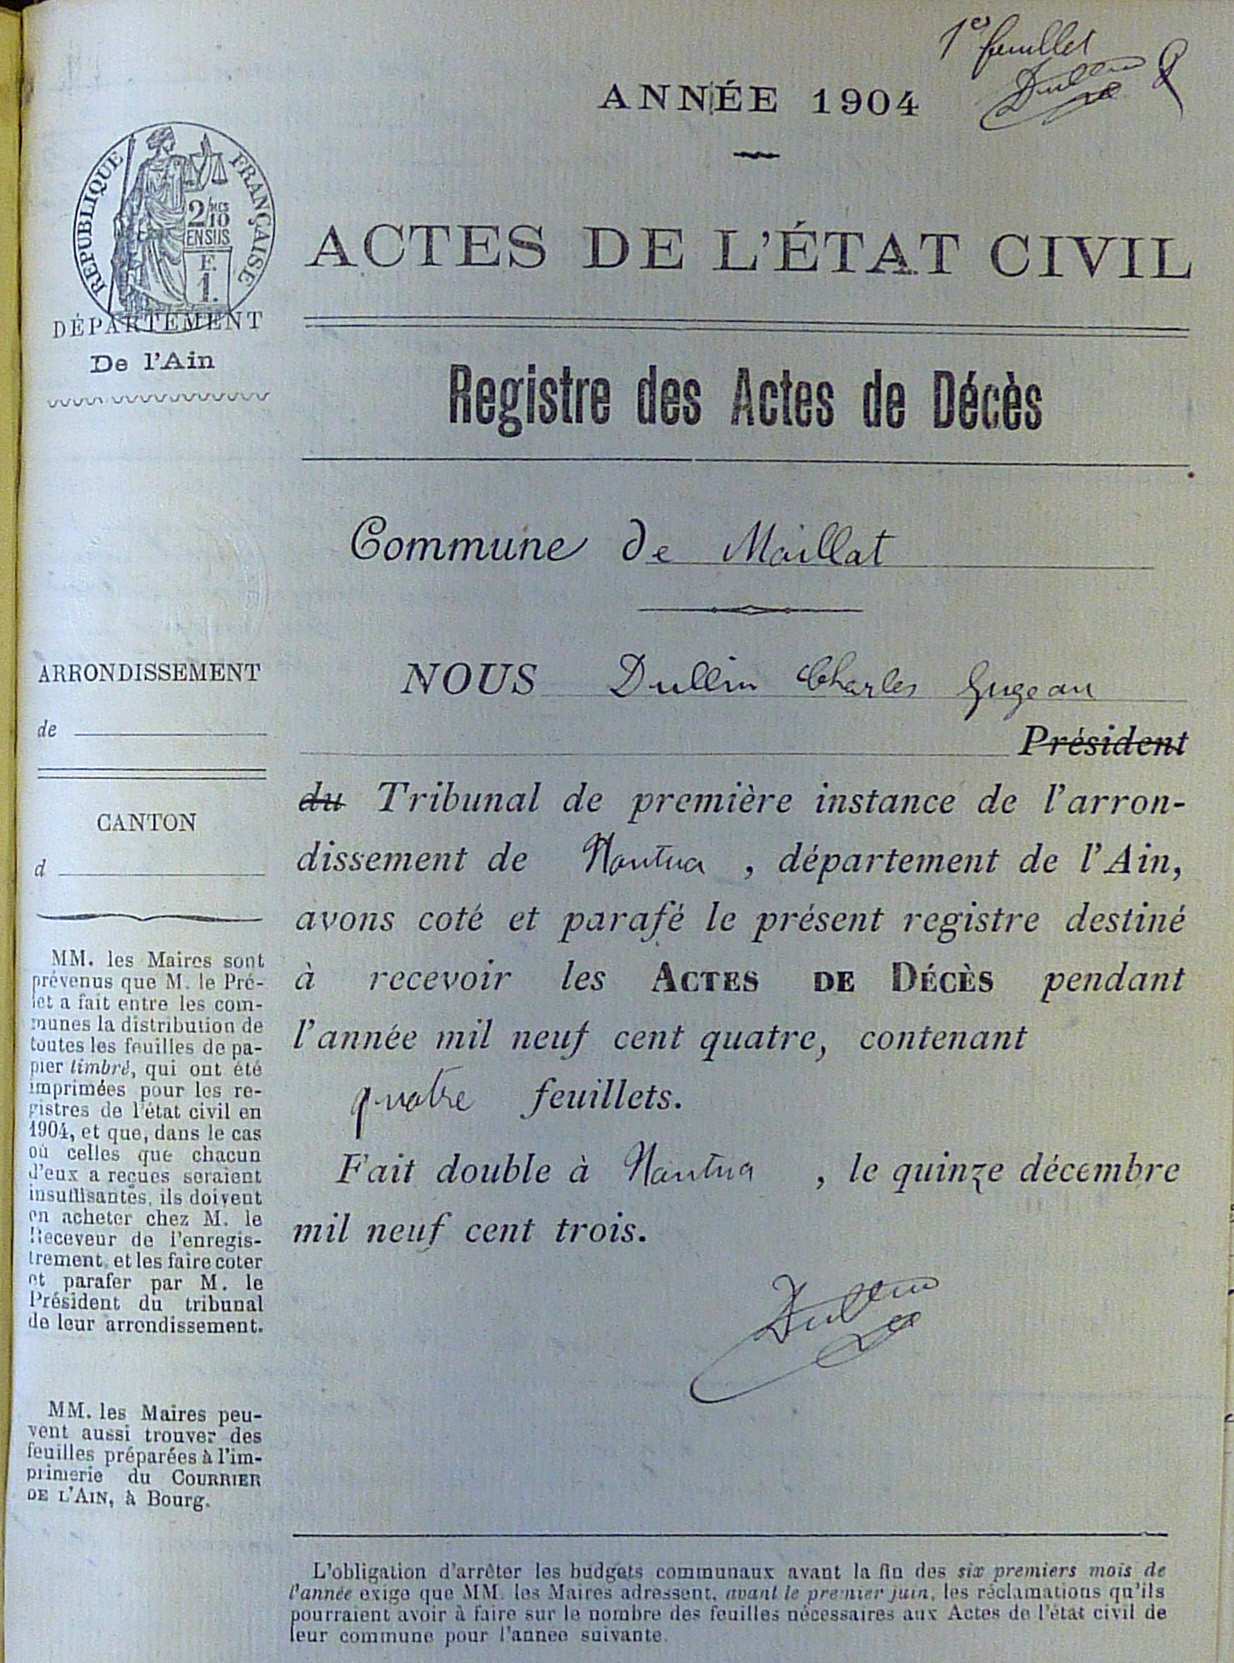 1er feuillet
Dullin
ANNÉE 1904
RÉPUBLIQUE FRANÇAISE
2/10 MES
EN SUS
F.
1.
ACTES DE L'ÉTAT CIVIL
DÉPARTEMENT
De l'Ain
Registre des Actes de Décès
Commune de Maillat
ARRONDISSEMENT
de
CANTON
d
MM. les Maires sont
prévenus que M. le Pré-
fet a fait entre les com-
munes la distribution de
toutes les feuilles de pa-
pier timbré, qui ont été
imprimées pour les re-
gistres de l'état civil en
1904, et que, dans le cas
où celles que chacun
d'eux a reçues seraient
insuffisantes, ils doivent
en acheter chez M. le
Receveur de l'enregis-
trement, et les faire coter
et parafer par M. le
Président du tribunal
de leur arrondissement.
MM. les Maires peu-
vent aussi trouver des
feuilles préparées à l'im-
primerie du COURRIER
DE L'AIN, à Bourg.
NOUS Dullin Charles
Président
du Tribunal de première instance de l'arron-
dissement de Nantua, département de l'Ain,
avons coté et parafé le présent registre destiné
à recevoir les ACTES DE DÉCÈS pendant
l'année mil neuf cent quatre, contenant
quatre feuillets.
Fait double à Nantua, le quinze décembre
mil neuf cent trois.
Dullin
L'obligation d'arrêter les budgets communaux avant la fin des six premiers mois de
l'année exige que MM. les Maires adressent, avant le premier juin, les réclamations qu'ils
pourraient avoir à faire sur le nombre des feuilles nécessaires aux Actes de l'état civil de
leur commune pour l'année suivante.